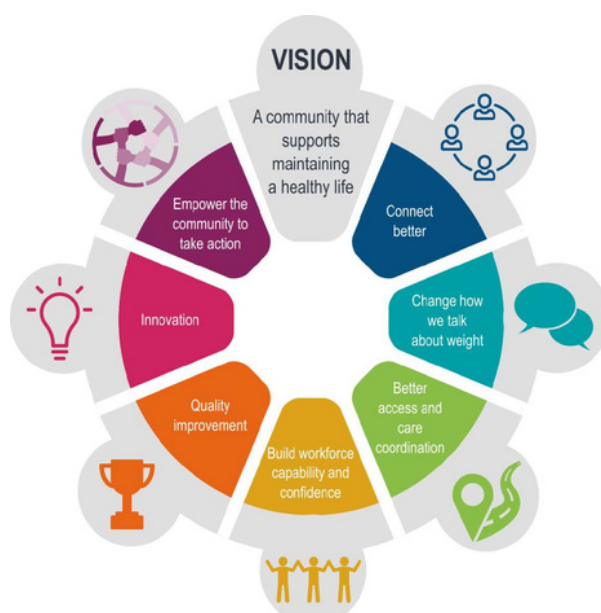 VISION
A community that
supports
maintaining
a healthy life
Connect
better
Change how
we talk
about weight
Better
access and
care
coordination
Build workforce
capability and
confidence
Quality
improvement
Innovation
Empower the
community to
take action